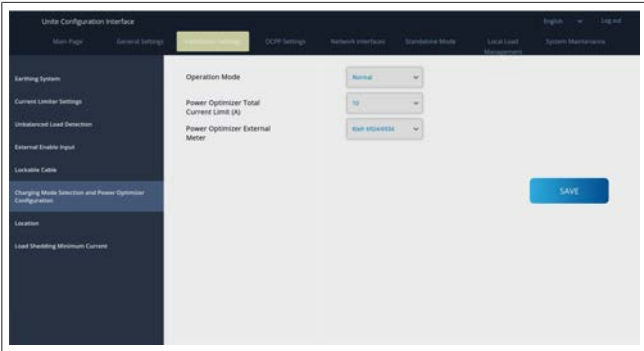 Unite Configuration Interface
English
Log out
Main Page
General Settings
Installation Settings
OCPP Settings
Network Interfaces
Standalone Mode
Local Load
Management
System Maintenance
Earthing System
Current Limiter Settings
Unbalanced Load Detection
External Enable Input
Lockable Cable
Charging Mode Selection and Power Optimizer
Configuration
Location
Load Shedding Minimum Current
Operation Mode
Normal
Power Optimizer Total
Current Limit (A)
10
Power Optimizer External
Meter
SAVE